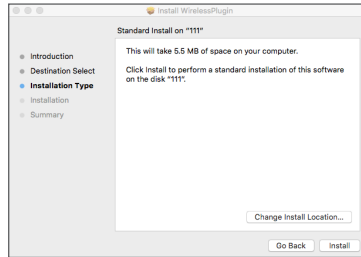 Install WirelessPlugin
Standard Install on "111"
Introduction
Destination Select
Installation Type
Installation
Summary
This will take 5.5 MB of space on your computer.
Click Install to perform a standard installation of this software
on the disk "111".
Change Install Location...
Go Back
Install